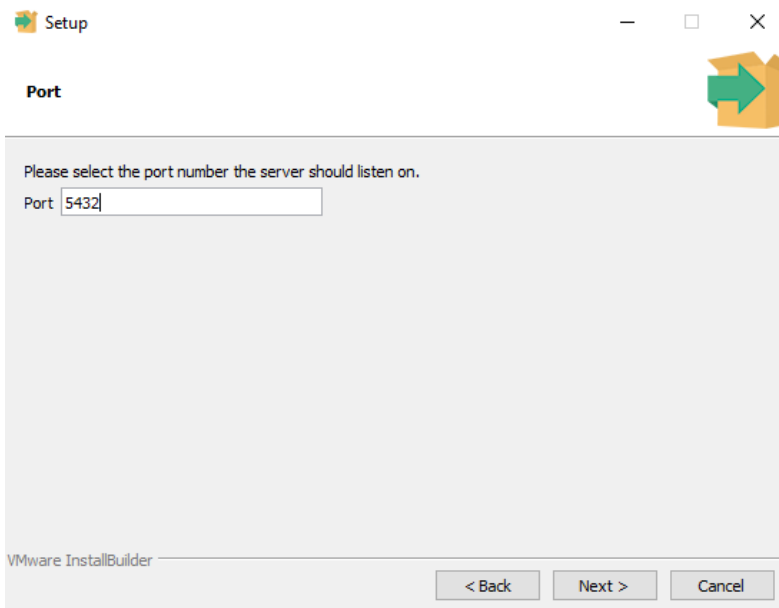 Setup
Port
Please select the port number the server should listen on.
Port 5432
VMware InstallBuilder
< Back Next > Cancel